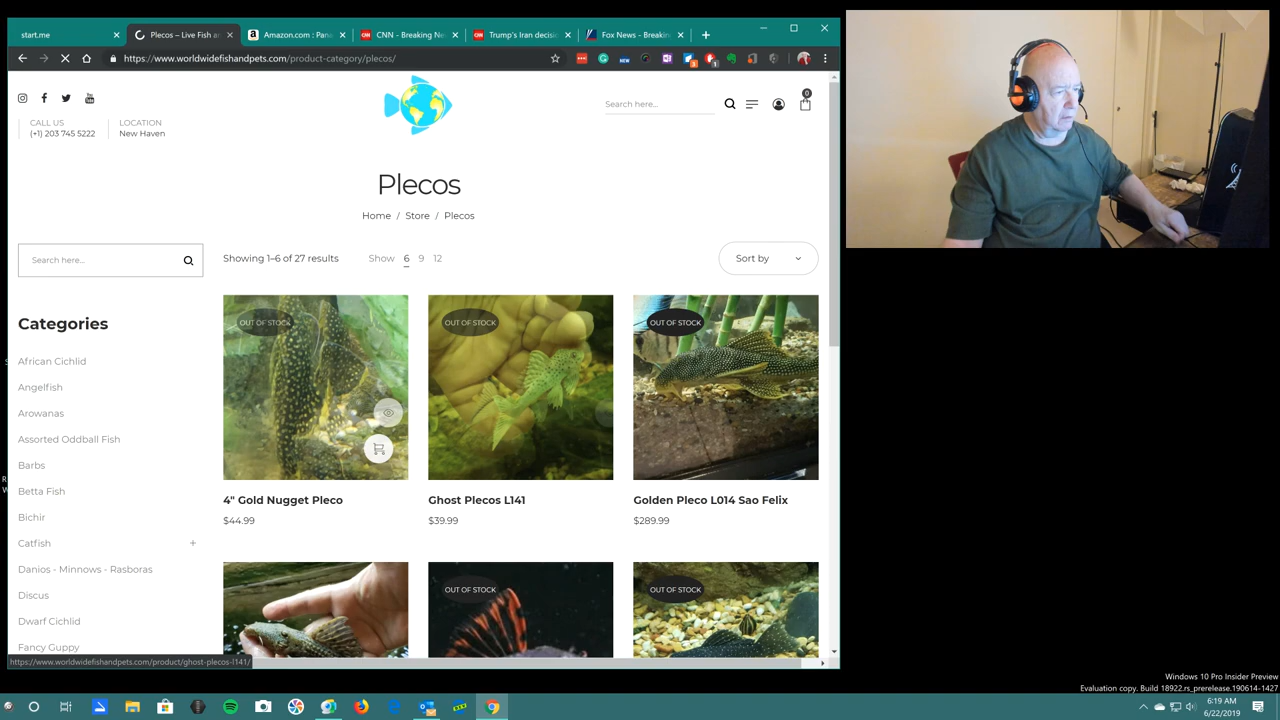 start.me
Plecos – Live Fish a
Amazon.com : Pan
CNN - Breaking Ne
Trump's Iran decisi
Fox News - Breakin
https://www.worldwidefishandpets.com/product-category/plecos/
CALL US
(+1) 203 745 5222
LOCATION
New Haven
Search here...
0
Plecos
Home / Store / Plecos
Search here...
Showing 1–6 of 27 results
Show 6 9 12
Sort by
Categories
African Cichlid
Angelfish
Arowanas
Assorted Oddball Fish
Barbs
Betta Fish
Bichir
Catfish +
Danios - Minnows - Rasboras
Discus
Dwarf Cichlid
Fancy Guppy
OUT OF STOCK
OUT OF STOCK
OUT OF STOCK
4" Gold Nugget Pleco
$44.99
Ghost Plecos L141
$39.99
Golden Pleco L014 Sao Felix
$289.99
OUT OF STOCK
OUT OF STOCK
https://www.worldwidefishandpets.com/product/ghost-plecos-l141/
Windows 10 Pro Insider Preview
Evaluation copy. Build 18922.rs_prerelease.190614-1427
6:19 AM
6/22/2019